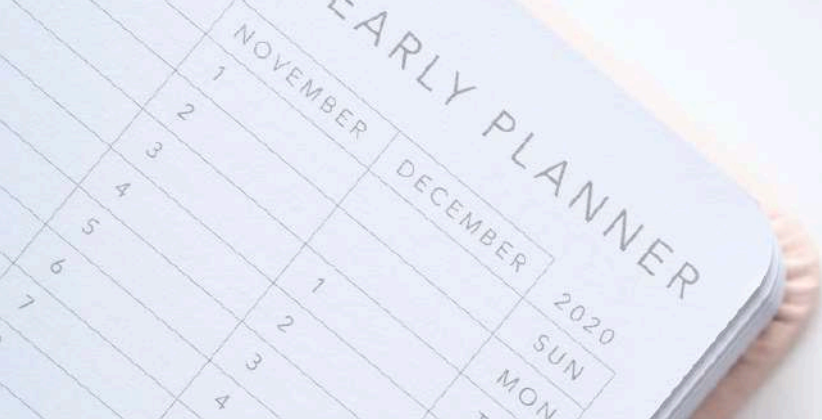 EARLY PLANNER
NOVEMBER DECEMBER 2020
1 SUN
2 MON
3 1
4 2
5 3
6 4
7